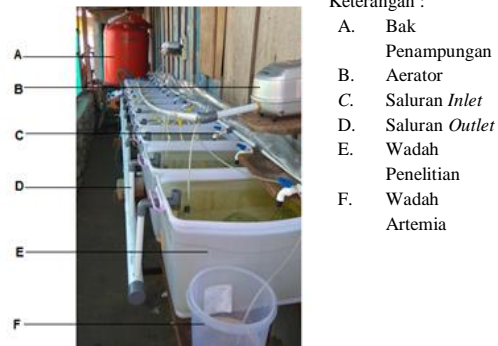 Keterangan :
A. Bak
Penampungan
B. Aerator
C. Saluran Inlet
D. Saluran Outlet
E. Wadah
Penelitian
F. Wadah
Artemia
A
B
C
D
E
F